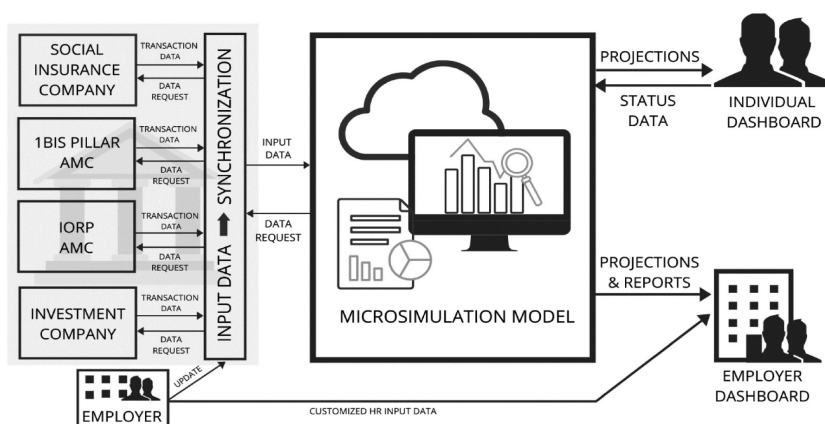 SOCIAL
INSURANCE
COMPANY
TRANSACTION
DATA
DATA
REQUEST
1BIS PILLAR
AMC
TRANSACTION
DATA
DATA
REQUEST
IORP
AMC
TRANSACTION
DATA
DATA
REQUEST
INVESTMENT
COMPANY
TRANSACTION
DATA
DATA
REQUEST
INPUT DATA
SYNCHRONIZATION
EMPLOYER
UPDATE
INPUT
DATA
DATA
REQUEST
MICROSIMULATION MODEL
PROJECTIONS
STATUS
DATA
INDIVIDUAL
DASHBOARD
PROJECTIONS
& REPORTS
EMPLOYER
DASHBOARD
CUSTOMIZED HR INPUT DATA